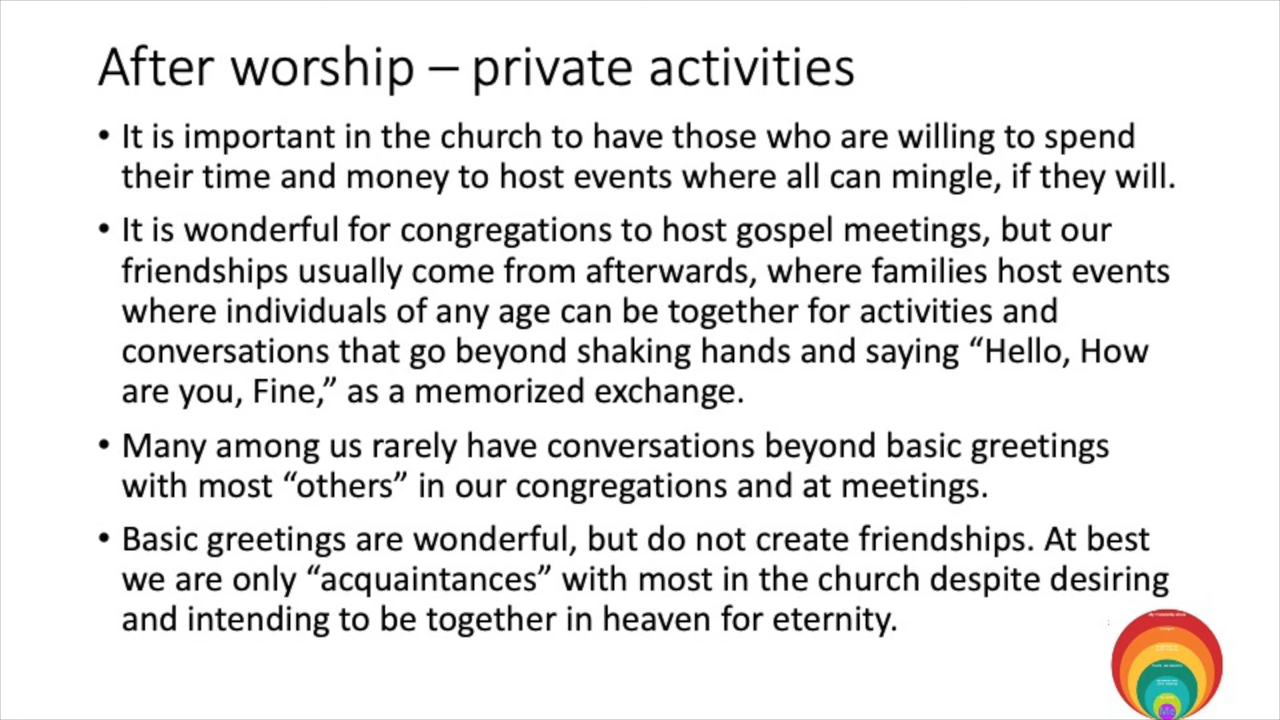 After worship – private activities
• It is important in the church to have those who are willing to spend
their time and money to host events where all can mingle, if they will.
• It is wonderful for congregations to host gospel meetings, but our
friendships usually come from afterwards, where families host events
where individuals of any age can be together for activities and
conversations that go beyond shaking hands and saying “Hello, How
are you, Fine,” as a memorized exchange.
• Many among us rarely have conversations beyond basic greetings
with most “others” in our congregations and at meetings.
• Basic greetings are wonderful, but do not create friendships. At best
we are only “acquaintances” with most in the church despite desiring
and intending to be together in heaven for eternity.
Me